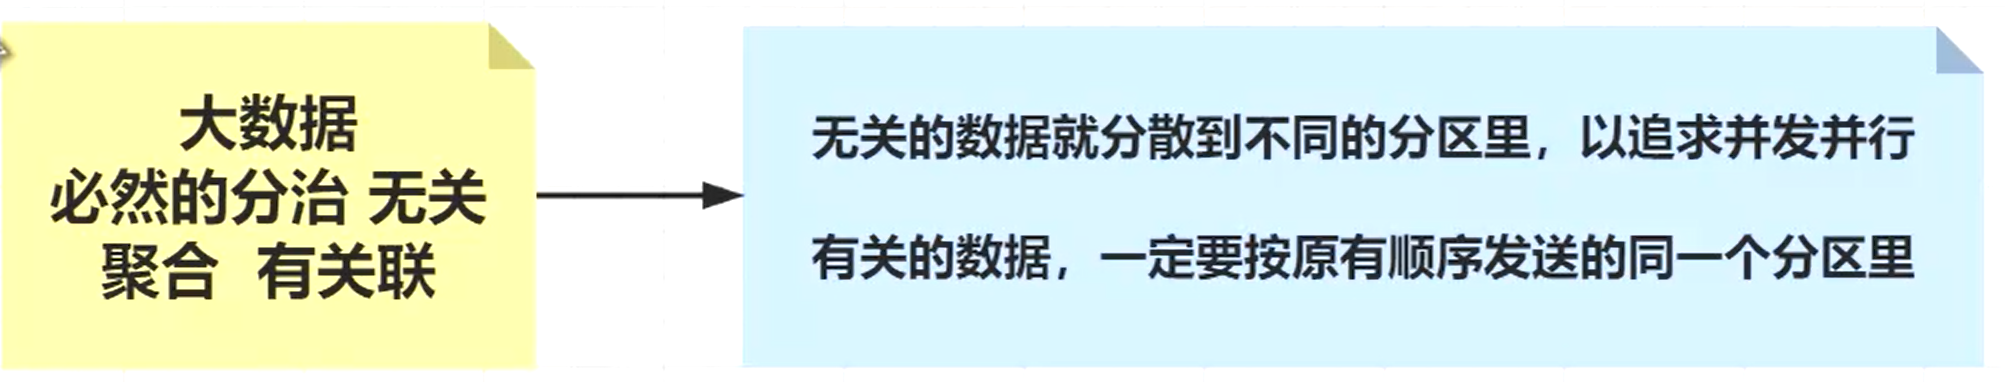 大数据
必然的分治 无关
聚合 有关联
无关的数据就分散到不同的分区里，以追求并发并行
有关的数据，一定要按原有顺序发送的同一个分区里